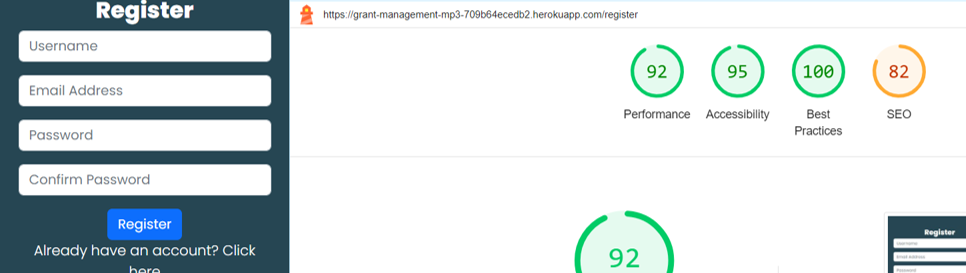 Register
Username
Email Address
Password
Confirm Password
Register
Already have an account? Click
here
https://grant-management-mp3-709b64ecedb2.herokuapp.com/register
92
95
100
82
Performance
Accessibility
Best
Practices
SEO
92
Register
Username
Email Address
Password